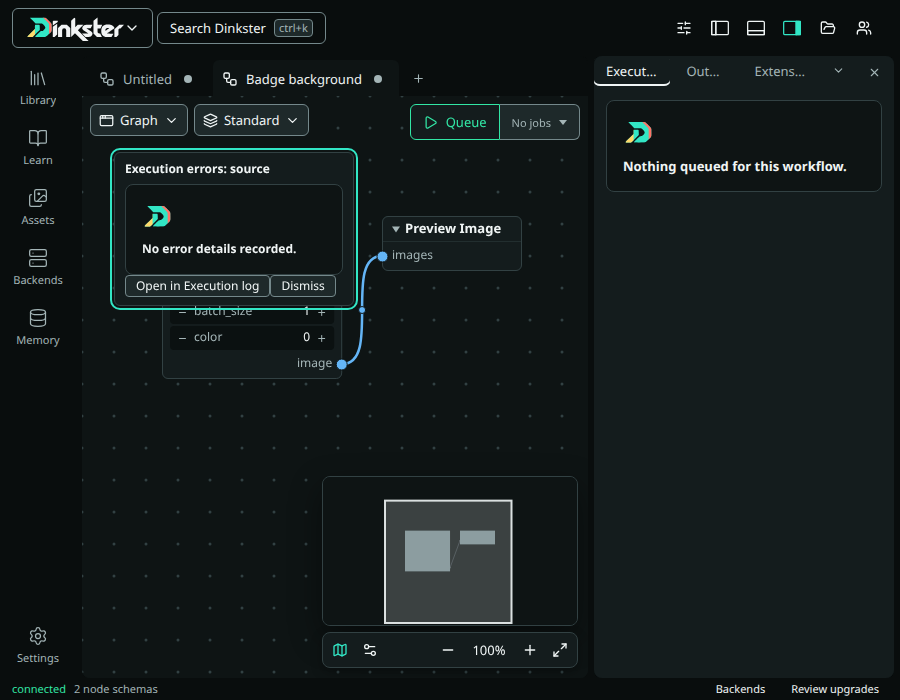 Dinkster
Search Dinkster ctrl+k
Library
Learn
Assets
Backends
Memory
Settings
Untitled
Badge background
Graph
Standard
Queue
No jobs
Execution errors: source
No error details recorded.
Open in Execution log
Dismiss
batch_size 1
color 0
image
Preview Image
images
100%
Execut...
Out...
Extens...
Nothing queued for this workflow.
connected
2 node schemas
Backends
Review upgrades